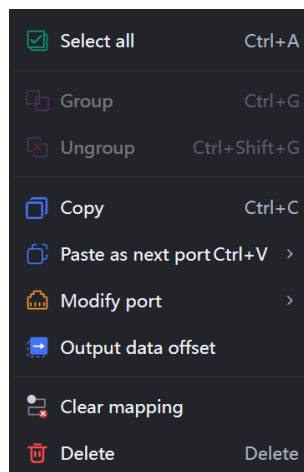 Select all Ctrl+A
Group Ctrl+G
Ungroup Ctrl+Shift+G
Copy Ctrl+C
Paste as next port Ctrl+V
Modify port
Output data offset
Clear mapping
Delete Delete